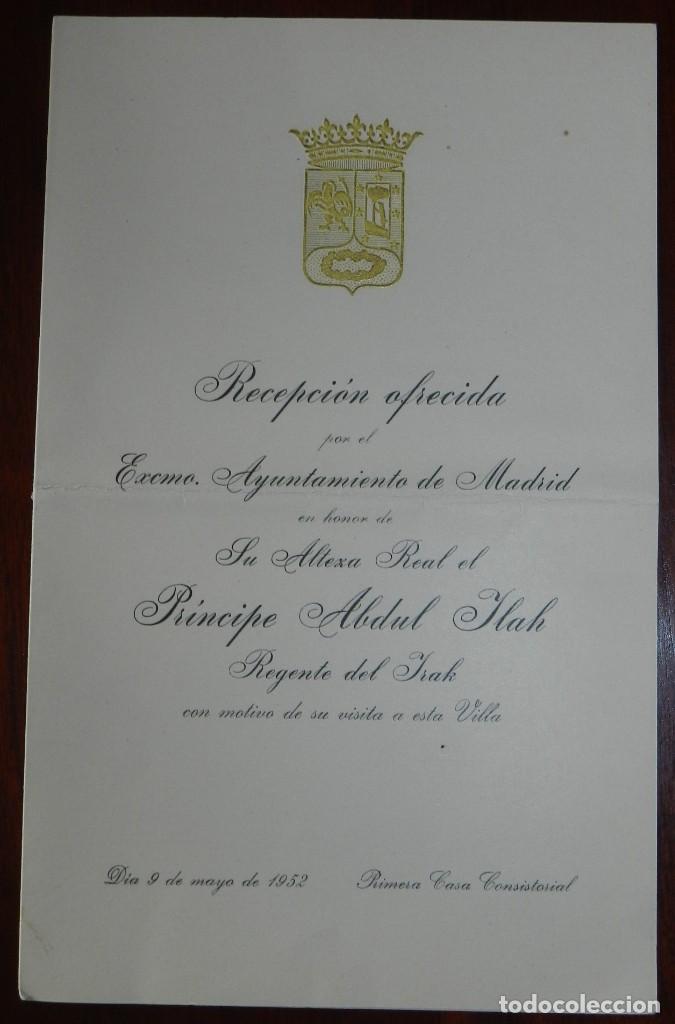 Recepción ofrecida
por el
Excmo. Ayuntamiento de Madrid
en honor de
Su Alteza Real el
Príncipe Abdul Ilah
Regente del Irak
con motivo de su visita a esta Villa
Día 9 de mayo de 1952 Primera Casa Consistorial
todocoleccion